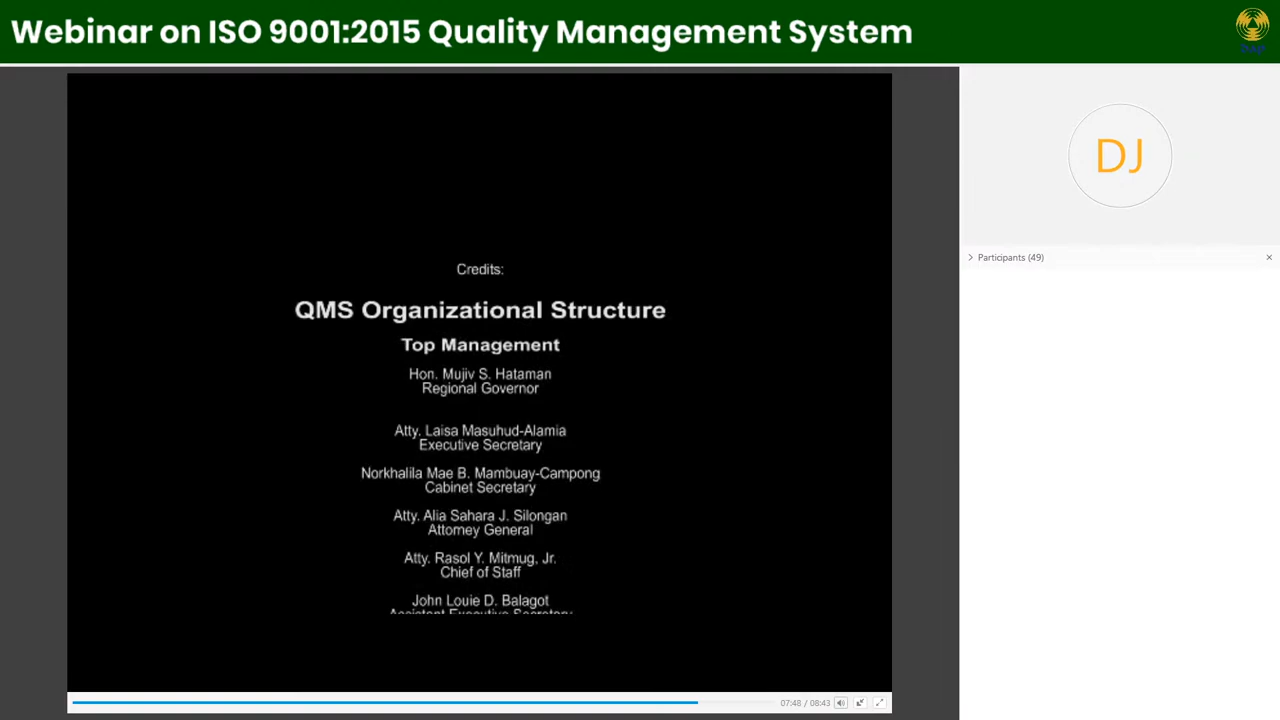 Webinar on ISO 9001:2015 Quality Management System
DJ
Participants (49)
Credits:
QMS Organizational Structure
Top Management
Hon. Mujiv S. Hataman
Regional Governor
Atty. Laisa Masuhud-Alamia
Executive Secretary
Norkhalila Mae B. Mambuay-Campong
Cabinet Secretary
Atty. Alia Sahara J. Silongan
Attorney General
Atty. Rasol Y. Mitmug, Jr.
Chief of Staff
John Louie D. Balagot
Assistant Executive Secretary
07:48 / 08:43